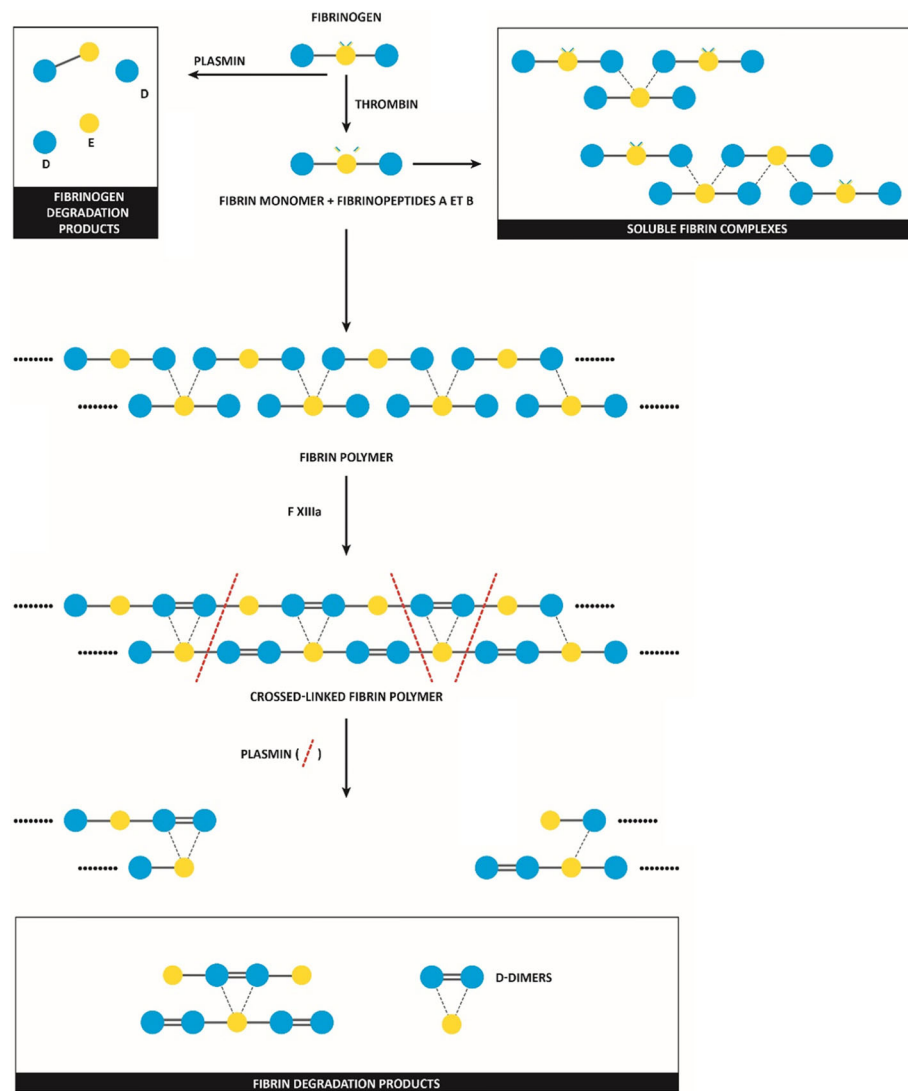 FIBRINOGEN
PLASMIN
THROMBIN
D
D
E
FIBRINOGEN
DEGRADATION
PRODUCTS
FIBRIN MONOMER + FIBRINOPEPTIDES A ET B
SOLUBLE FIBRIN COMPLEXES
FIBRIN POLYMER
F XIIIa
CROSSED-LINKED FIBRIN POLYMER
PLASMIN ( )
D-DIMERS
FIBRIN DEGRADATION PRODUCTS